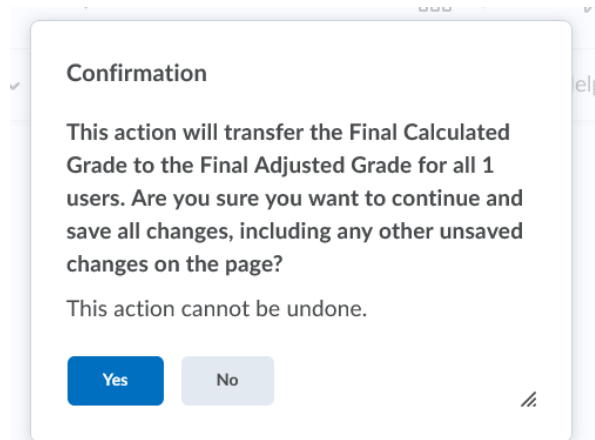 Confirmation
This action will transfer the Final Calculated
Grade to the Final Adjusted Grade for all 1
users. Are you sure you want to continue and
save all changes, including any other unsaved
changes on the page?
This action cannot be undone.
Yes No